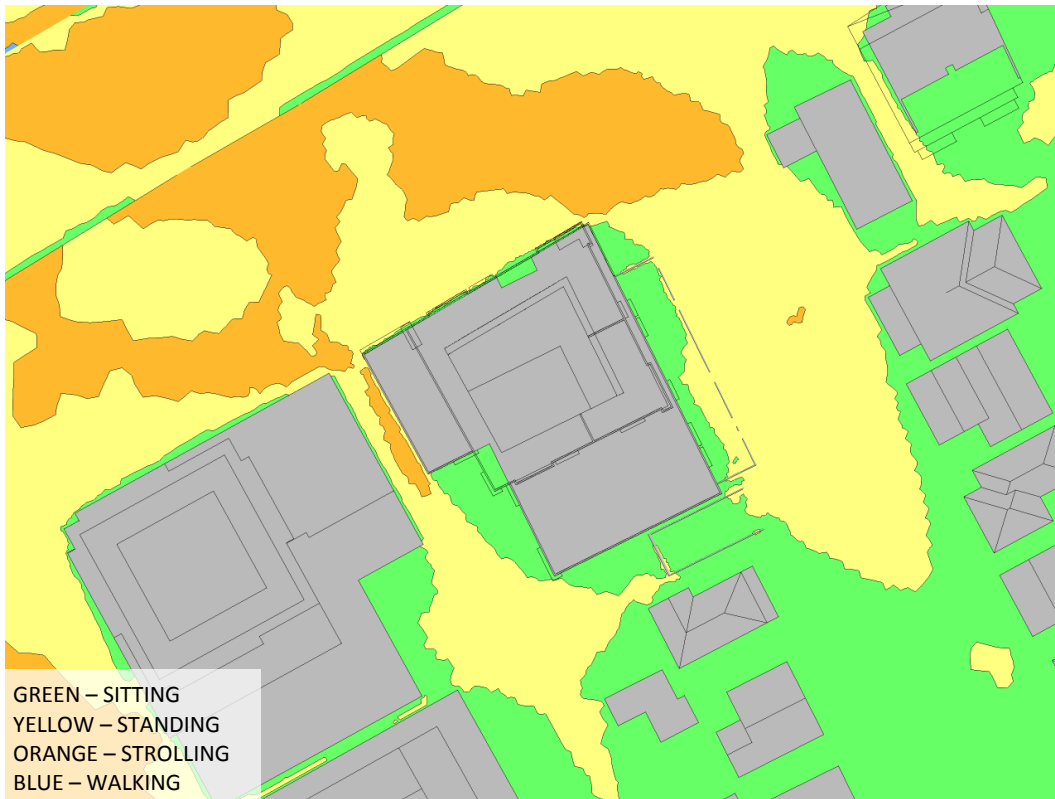 GREEN – SITTING
YELLOW – STANDING
ORANGE – STROLLING
BLUE – WALKING